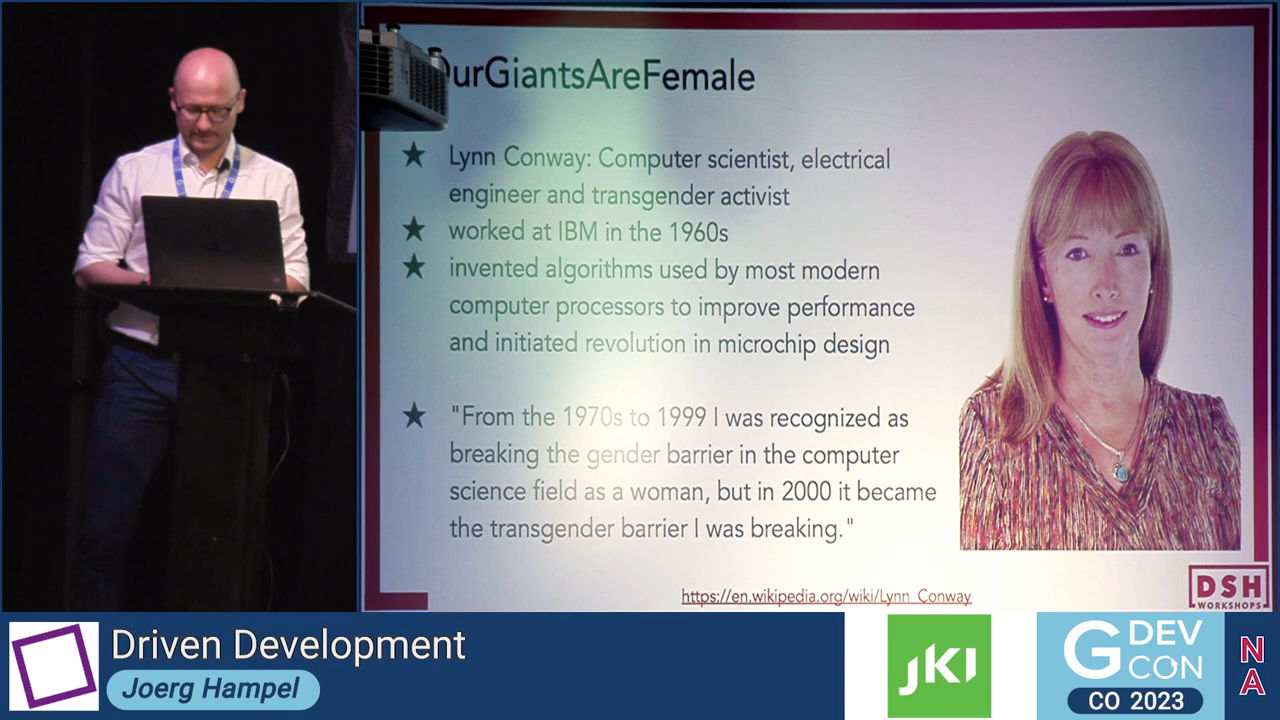 urGiantsAreFemale
★ Lynn Conway: Computer scientist, electrical
engineer and transgender activist
★ worked at IBM in the 1960s
★ invented algorithms used by most modern
computer processors to improve performance
and initiated revolution in microchip design
★ "From the 1970s to 1999 I was recognized as
breaking the gender barrier in the computer
science field as a woman, but in 2000 it became
the transgender barrier I was breaking."
https://en.wikipedia.org/wiki/Lynn_Conway
DSH
WORKSHOPS
Driven Development
Joerg Hampel
JKI
G DEV
CON
CO 2023
N
A